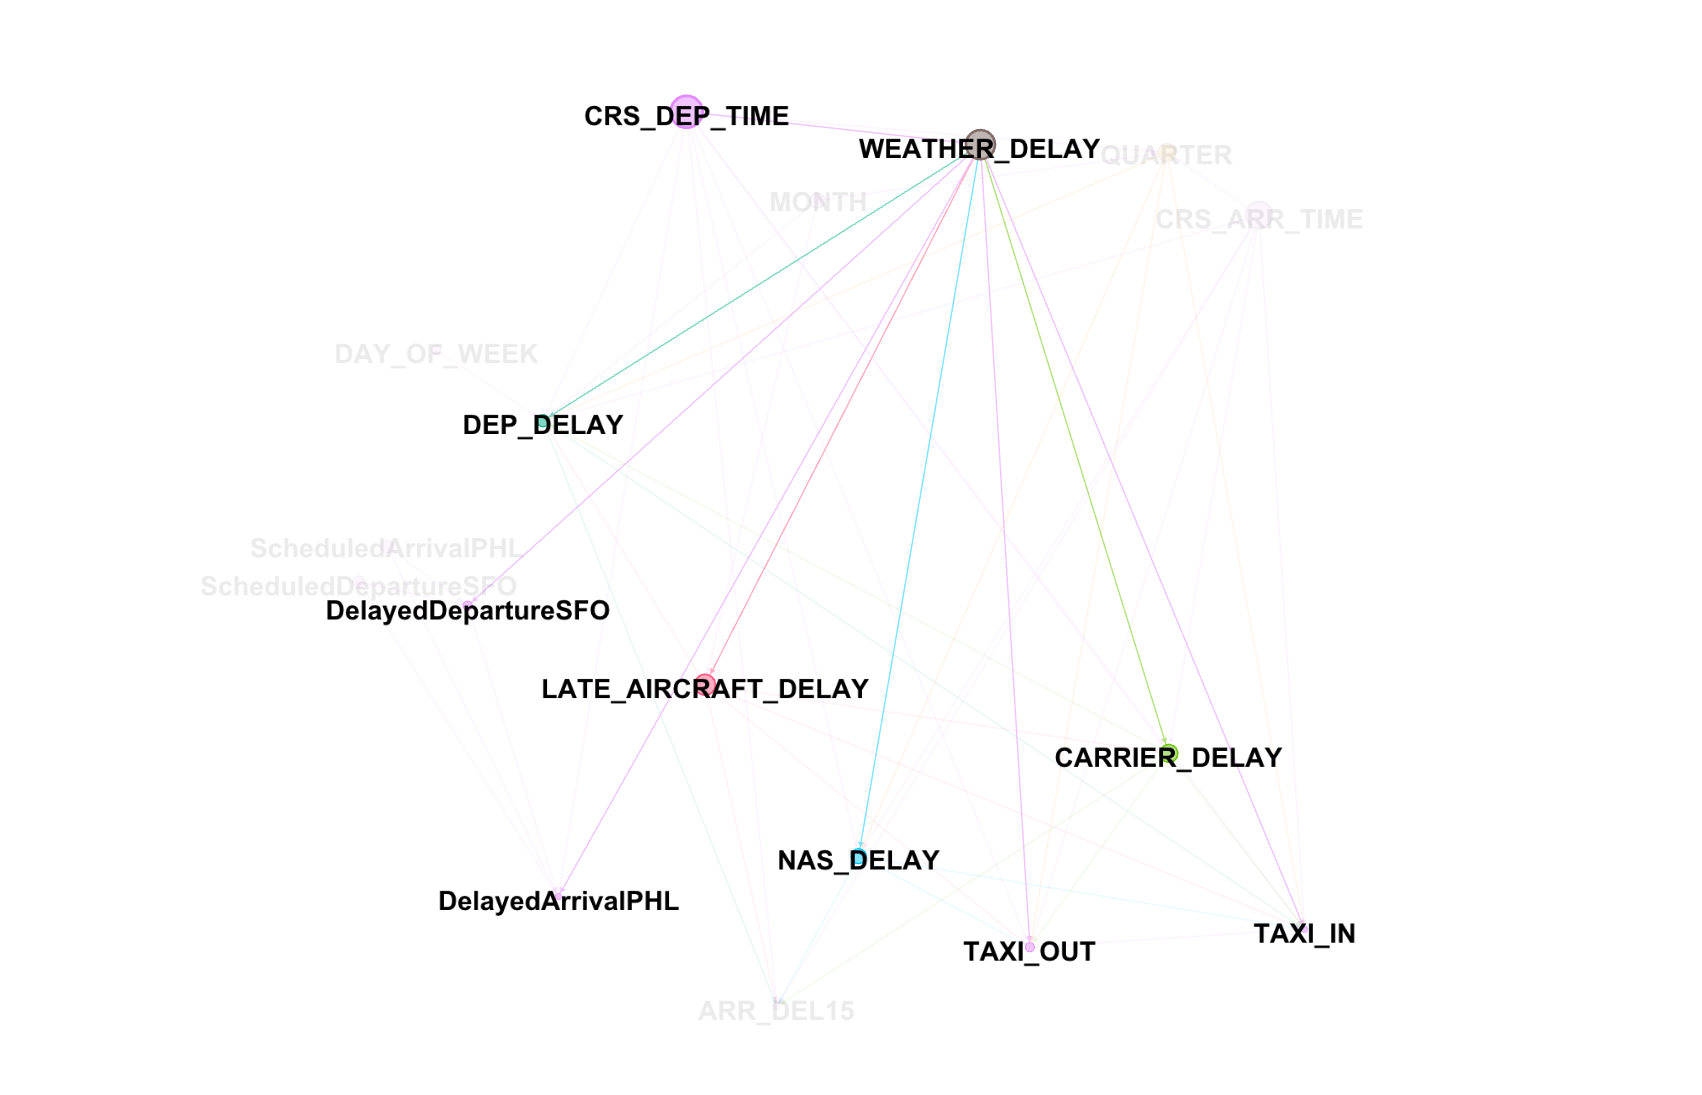 CRS_DEP_TIME
WEATHER_DELAY
QUARTER
MONTH
CRS_ARR_TIME
DAY_OF_WEEK
DEP_DELAY
ScheduledArrivalPHL
ScheduledDepartureSFO
DelayedDepartureSFO
LATE_AIRCRAFT_DELAY
CARRIER_DELAY
NAS_DELAY
DelayedArrivalPHL
TAXI_IN
TAXI_OUT
ARR_DEL15